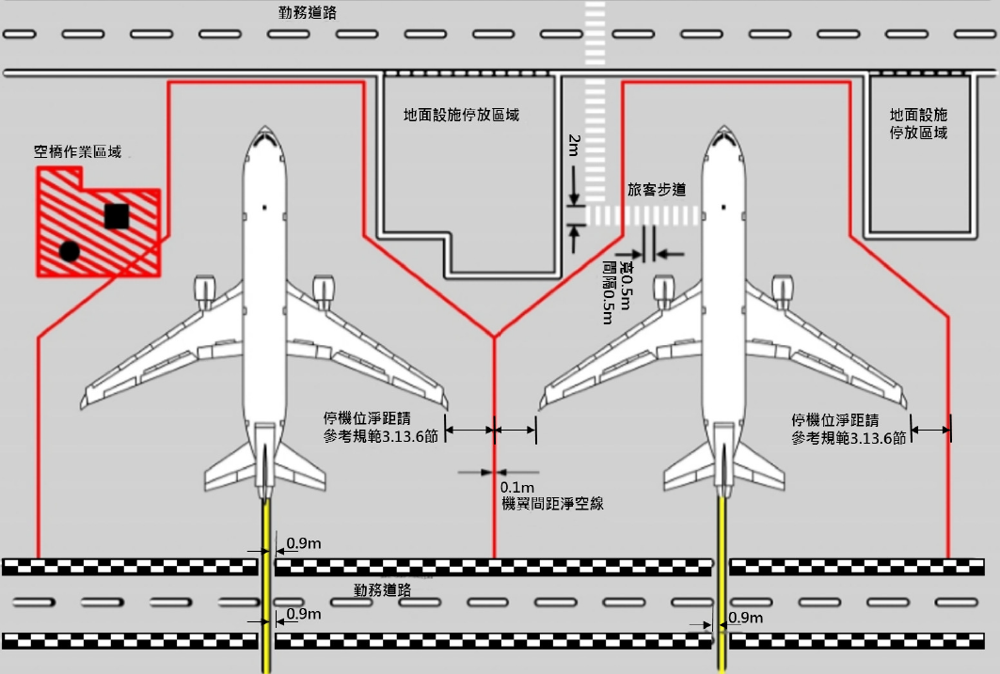 勤務道路
地面設施停放區域
地面設施
停放區域
空橋作業區域
2m
旅客步道
寬0.5m
間隔0.5m
停機位淨距請
參考規範3.13.6節
停機位淨距請
參考規範3.13.6節
0.1m
機翼間距淨空線
0.9m
勤務道路
0.9m
0.9m